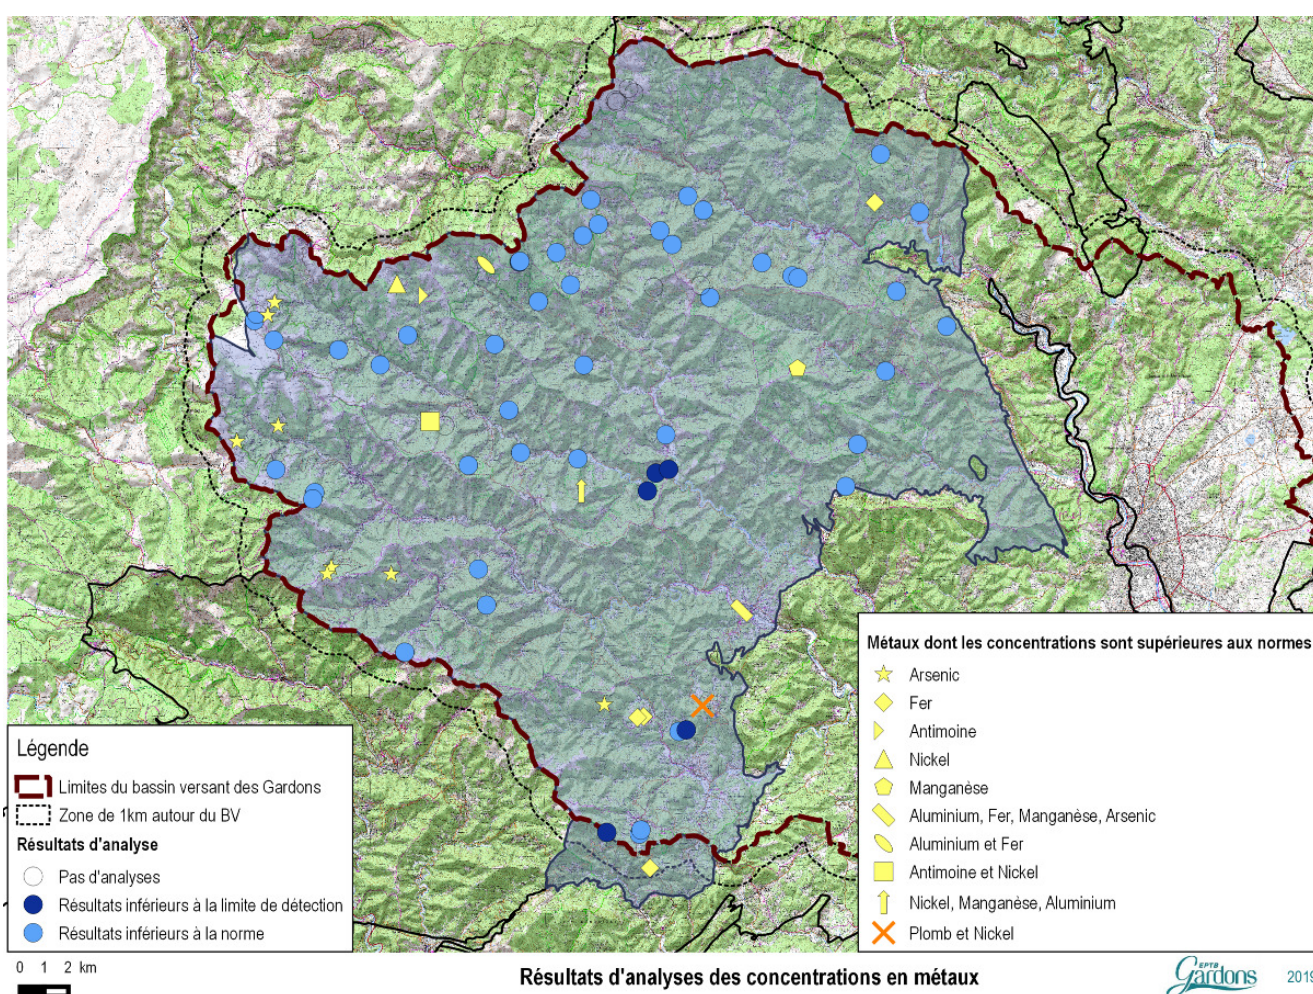 Métaux dont les concentrations sont supérieures aux normes
Arsenic
Fer
Antimoine
Nickel
Manganèse
Aluminium, Fer, Manganèse, Arsenic
Aluminium et Fer
Antimoine et Nickel
Nickel, Manganèse, Aluminium
Plomb et Nickel
Légende
Limites du bassin versant des Gardons
Zone de 1km autour du BV
Résultats d'analyse
Pas d'analyses
Résultats inférieurs à la limite de détection
Résultats inférieurs à la norme
0 1 2 km
Résultats d'analyses des concentrations en métaux
EPTB
Gardons
2019